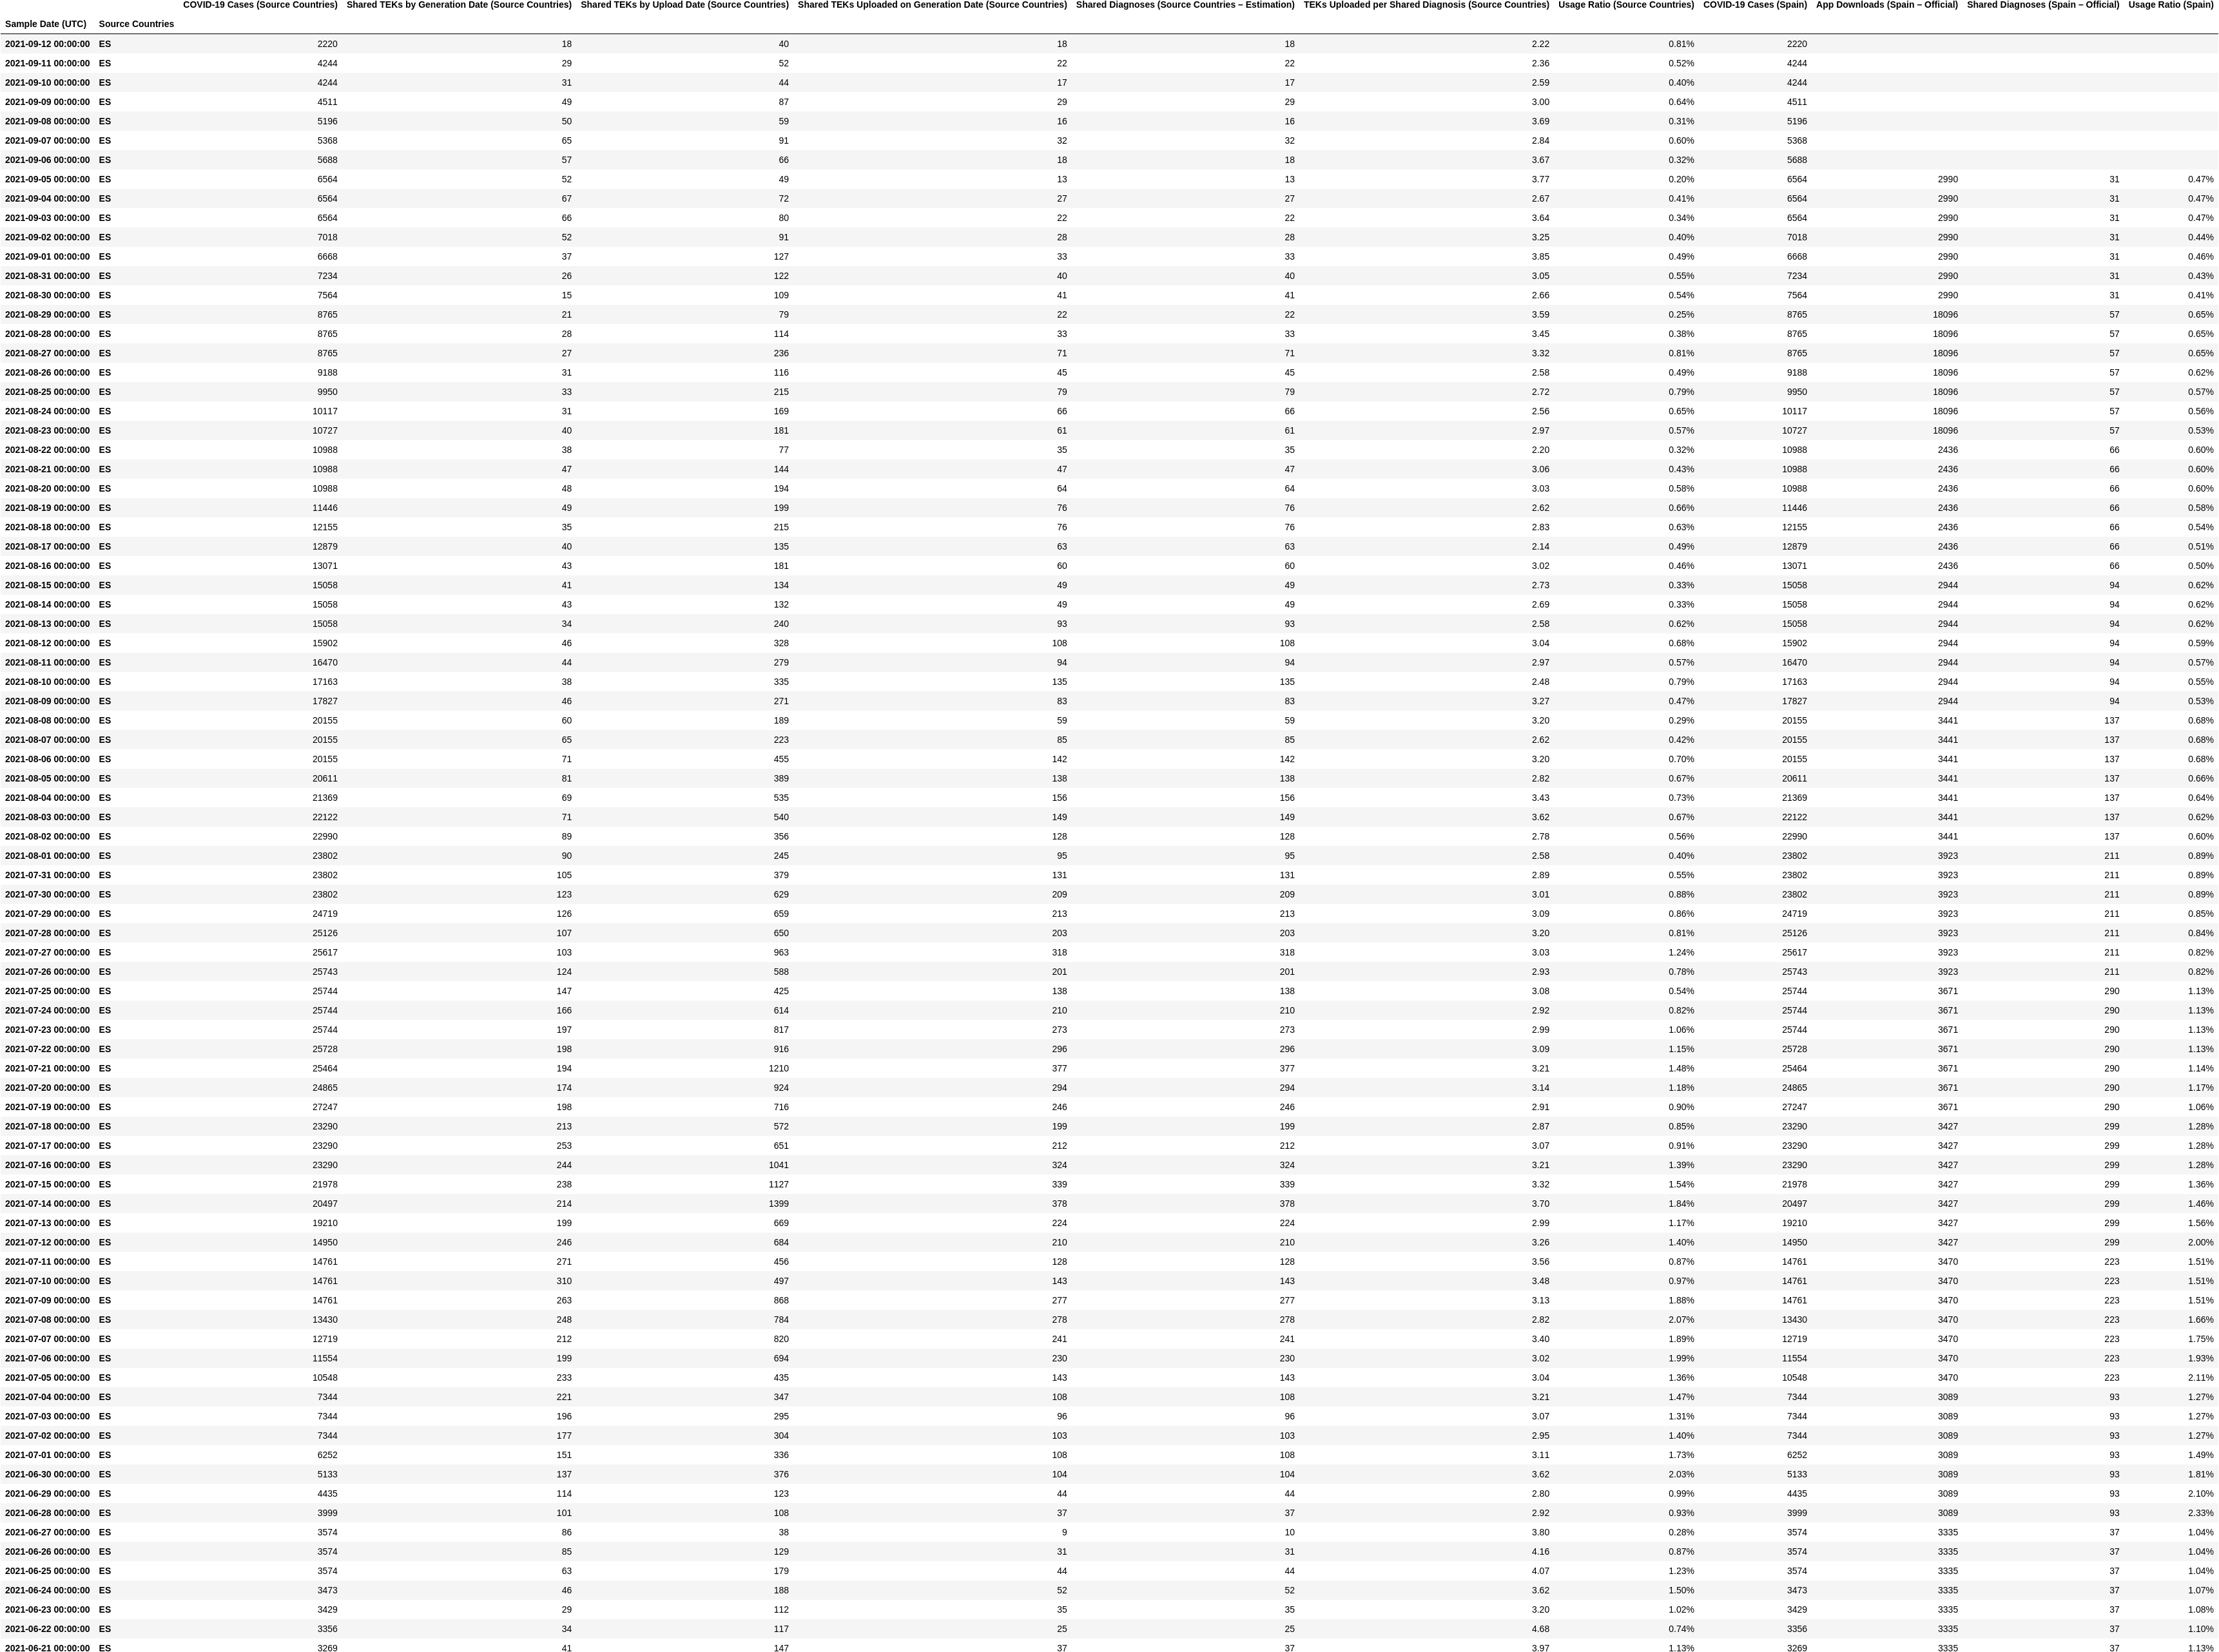 COVID-19 Cases (Source Countries) Shared TEKs by Generation Date (Source Countries) Shared TEKs by Upload Date (Source Countries) Shared TEKs Uploaded on Generation Date (Source Countries) Shared Diagnoses (Source Countries – Estimation) TEKs Uploaded per Shared Diagnosis (Source Countries) Usage Ratio (Source Countries) COVID-19 Cases (Spain) App Downloads (Spain – Official) Shared Diagnoses (Spain – Official) Usage Ratio (Spain)
Sample Date (UTC) Source Countries
2021-09-12 00:00:00 ES 2220 18 40 18 18 2.22 0.81% 2220
2021-09-11 00:00:00 ES 4244 29 52 22 22 2.36 0.52% 4244
2021-09-10 00:00:00 ES 4244 31 44 17 17 2.59 0.40% 4244
2021-09-09 00:00:00 ES 4511 49 87 29 29 3.00 0.64% 4511
2021-09-08 00:00:00 ES 5196 50 59 16 16 3.69 0.31% 5196
2021-09-07 00:00:00 ES 5368 65 91 32 32 2.84 0.60% 5368
2021-09-06 00:00:00 ES 5688 57 66 18 18 3.67 0.32% 5688
2021-09-05 00:00:00 ES 6564 52 49 13 13 3.77 0.20% 6564 2990 31 0.47%
2021-09-04 00:00:00 ES 6564 67 72 27 27 2.67 0.41% 6564 2990 31 0.47%
2021-09-03 00:00:00 ES 6564 66 80 22 22 3.64 0.34% 6564 2990 31 0.47%
2021-09-02 00:00:00 ES 7018 52 91 28 28 3.25 0.40% 7018 2990 31 0.44%
2021-09-01 00:00:00 ES 6668 37 127 33 33 3.85 0.49% 6668 2990 31 0.46%
2021-08-31 00:00:00 ES 7234 26 122 40 40 3.05 0.55% 7234 2990 31 0.43%
2021-08-30 00:00:00 ES 7564 15 109 41 41 2.66 0.54% 7564 2990 31 0.41%
2021-08-29 00:00:00 ES 8765 21 79 22 22 3.59 0.25% 8765 18096 57 0.65%
2021-08-28 00:00:00 ES 8765 28 114 33 33 3.45 0.38% 8765 18096 57 0.65%
2021-08-27 00:00:00 ES 8765 27 236 71 71 3.32 0.81% 8765 18096 57 0.65%
2021-08-26 00:00:00 ES 9188 31 116 45 45 2.58 0.49% 9188 18096 57 0.62%
2021-08-25 00:00:00 ES 9950 33 215 79 79 2.72 0.79% 9950 18096 57 0.57%
2021-08-24 00:00:00 ES 10117 31 169 66 66 2.56 0.65% 10117 18096 57 0.56%
2021-08-23 00:00:00 ES 10727 40 181 61 61 2.97 0.57% 10727 18096 57 0.53%
2021-08-22 00:00:00 ES 10988 38 77 35 35 2.20 0.32% 10988 2436 66 0.60%
2021-08-21 00:00:00 ES 10988 47 144 47 47 3.06 0.43% 10988 2436 66 0.60%
2021-08-20 00:00:00 ES 10988 48 194 64 64 3.03 0.58% 10988 2436 66 0.60%
2021-08-19 00:00:00 ES 11446 49 199 76 76 2.62 0.66% 11446 2436 66 0.58%
2021-08-18 00:00:00 ES 12155 35 215 76 76 2.83 0.63% 12155 2436 66 0.54%
2021-08-17 00:00:00 ES 12879 40 135 63 63 2.14 0.49% 12879 2436 66 0.51%
2021-08-16 00:00:00 ES 13071 43 181 60 60 3.02 0.46% 13071 2436 66 0.50%
2021-08-15 00:00:00 ES 15058 41 134 49 49 2.73 0.33% 15058 2944 94 0.62%
2021-08-14 00:00:00 ES 15058 43 132 49 49 2.69 0.33% 15058 2944 94 0.62%
2021-08-13 00:00:00 ES 15058 34 240 93 93 2.58 0.62% 15058 2944 94 0.62%
2021-08-12 00:00:00 ES 15902 46 328 108 108 3.04 0.68% 15902 2944 94 0.59%
2021-08-11 00:00:00 ES 16470 44 279 94 94 2.97 0.57% 16470 2944 94 0.57%
2021-08-10 00:00:00 ES 17163 38 335 135 135 2.48 0.79% 17163 2944 94 0.55%
2021-08-09 00:00:00 ES 17827 46 271 83 83 3.27 0.47% 17827 2944 94 0.53%
2021-08-08 00:00:00 ES 20155 60 189 59 59 3.20 0.29% 20155 3441 137 0.68%
2021-08-07 00:00:00 ES 20155 65 223 85 85 2.62 0.42% 20155 3441 137 0.68%
2021-08-06 00:00:00 ES 20155 71 455 142 142 3.20 0.70% 20155 3441 137 0.68%
2021-08-05 00:00:00 ES 20611 81 389 138 138 2.82 0.67% 20611 3441 137 0.66%
2021-08-04 00:00:00 ES 21369 69 535 156 156 3.43 0.73% 21369 3441 137 0.64%
2021-08-03 00:00:00 ES 22122 71 540 149 149 3.62 0.67% 22122 3441 137 0.62%
2021-08-02 00:00:00 ES 22990 89 356 128 128 2.78 0.56% 22990 3441 137 0.60%
2021-08-01 00:00:00 ES 23802 90 245 95 95 2.58 0.40% 23802 3923 211 0.89%
2021-07-31 00:00:00 ES 23802 105 379 131 131 2.89 0.55% 23802 3923 211 0.89%
2021-07-30 00:00:00 ES 23802 123 629 209 209 3.01 0.88% 23802 3923 211 0.89%
2021-07-29 00:00:00 ES 24719 126 659 213 213 3.09 0.86% 24719 3923 211 0.85%
2021-07-28 00:00:00 ES 25126 107 650 203 203 3.20 0.81% 25126 3923 211 0.84%
2021-07-27 00:00:00 ES 25617 103 963 318 318 3.03 1.24% 25617 3923 211 0.82%
2021-07-26 00:00:00 ES 25743 124 588 201 201 2.93 0.78% 25743 3923 211 0.82%
2021-07-25 00:00:00 ES 25744 147 425 138 138 3.08 0.54% 25744 3671 290 1.13%
2021-07-24 00:00:00 ES 25744 166 614 210 210 2.92 0.82% 25744 3671 290 1.13%
2021-07-23 00:00:00 ES 25744 197 817 273 273 2.99 1.06% 25744 3671 290 1.13%
2021-07-22 00:00:00 ES 25728 198 916 296 296 3.09 1.15% 25728 3671 290 1.13%
2021-07-21 00:00:00 ES 25464 194 1210 377 377 3.21 1.48% 25464 3671 290 1.14%
2021-07-20 00:00:00 ES 24865 174 924 294 294 3.14 1.18% 24865 3671 290 1.17%
2021-07-19 00:00:00 ES 27247 198 716 246 246 2.91 0.90% 27247 3671 290 1.06%
2021-07-18 00:00:00 ES 23290 213 572 199 199 2.87 0.85% 23290 3427 299 1.28%
2021-07-17 00:00:00 ES 23290 253 651 212 212 3.07 0.91% 23290 3427 299 1.28%
2021-07-16 00:00:00 ES 23290 244 1041 324 324 3.21 1.39% 23290 3427 299 1.28%
2021-07-15 00:00:00 ES 21978 238 1127 339 339 3.32 1.54% 21978 3427 299 1.36%
2021-07-14 00:00:00 ES 20497 214 1399 378 378 3.70 1.84% 20497 3427 299 1.46%
2021-07-13 00:00:00 ES 19210 199 669 224 224 2.99 1.17% 19210 3427 299 1.56%
2021-07-12 00:00:00 ES 14950 246 684 210 210 3.26 1.40% 14950 3427 299 2.00%
2021-07-11 00:00:00 ES 14761 271 456 128 128 3.56 0.87% 14761 3470 223 1.51%
2021-07-10 00:00:00 ES 14761 310 497 143 143 3.48 0.97% 14761 3470 223 1.51%
2021-07-09 00:00:00 ES 14761 263 868 277 277 3.13 1.88% 14761 3470 223 1.51%
2021-07-08 00:00:00 ES 13430 248 784 278 278 2.82 2.07% 13430 3470 223 1.66%
2021-07-07 00:00:00 ES 12719 212 820 241 241 3.40 1.89% 12719 3470 223 1.75%
2021-07-06 00:00:00 ES 11554 199 694 230 230 3.02 1.99% 11554 3470 223 1.93%
2021-07-05 00:00:00 ES 10548 233 435 143 143 3.04 1.36% 10548 3470 223 2.11%
2021-07-04 00:00:00 ES 7344 221 347 108 108 3.21 1.47% 7344 3089 93 1.27%
2021-07-03 00:00:00 ES 7344 196 295 96 96 3.07 1.31% 7344 3089 93 1.27%
2021-07-02 00:00:00 ES 7344 177 304 103 103 2.95 1.40% 7344 3089 93 1.27%
2021-07-01 00:00:00 ES 6252 151 336 108 108 3.11 1.73% 6252 3089 93 1.49%
2021-06-30 00:00:00 ES 5133 137 376 104 104 3.62 2.03% 5133 3089 93 1.81%
2021-06-29 00:00:00 ES 4435 114 123 44 44 2.80 0.99% 4435 3089 93 2.10%
2021-06-28 00:00:00 ES 3999 101 108 37 37 2.92 0.93% 3999 3089 93 2.33%
2021-06-27 00:00:00 ES 3574 86 38 9 10 3.80 0.28% 3574 3335 37 1.04%
2021-06-26 00:00:00 ES 3574 85 129 31 31 4.16 0.87% 3574 3335 37 1.04%
2021-06-25 00:00:00 ES 3574 63 179 44 44 4.07 1.23% 3574 3335 37 1.04%
2021-06-24 00:00:00 ES 3473 46 188 52 52 3.62 1.50% 3473 3335 37 1.07%
2021-06-23 00:00:00 ES 3429 29 112 35 35 3.20 1.02% 3429 3335 37 1.08%
2021-06-22 00:00:00 ES 3356 34 117 25 25 4.68 0.74% 3356 3335 37 1.10%
2021-06-21 00:00:00 ES 3269 41 147 37 37 3.97 1.13% 3269 3335 37 1.13%